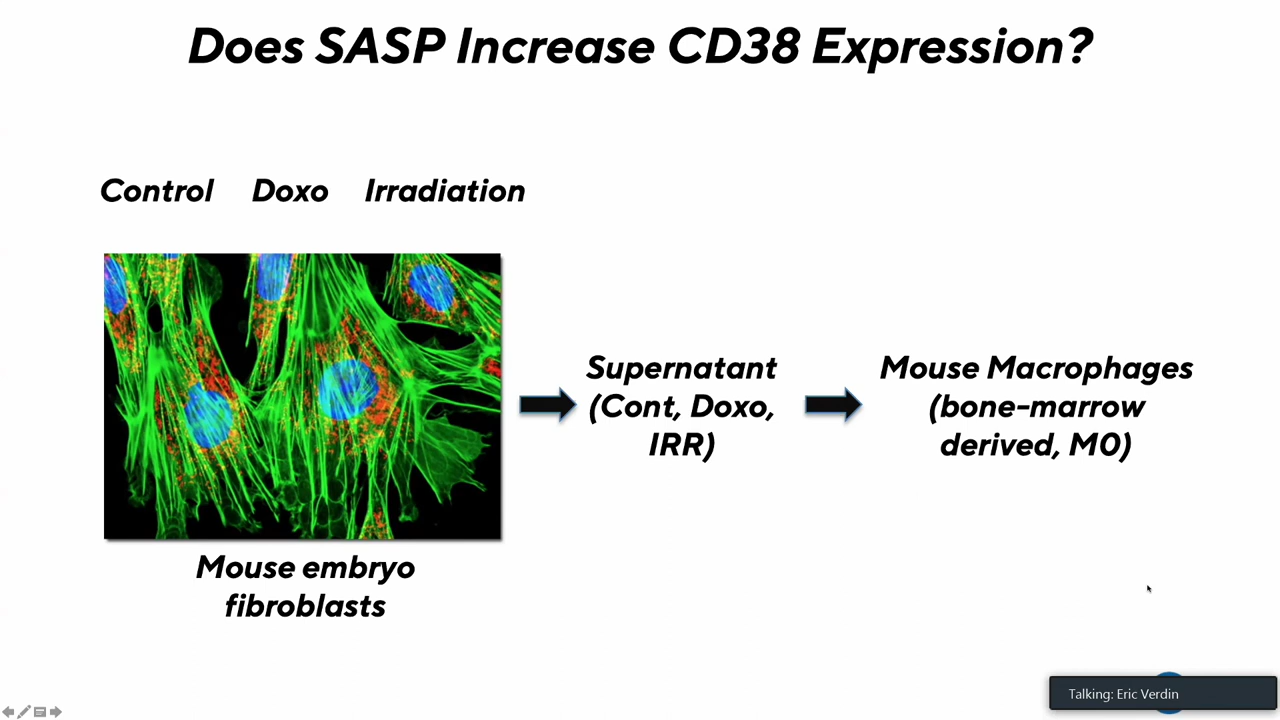 Does SASP Increase CD38 Expression?
Control Doxo Irradiation
Supernatant
(Cont, Doxo,
IRR)
Mouse Macrophages
(bone-marrow
derived, M0)
Mouse embryo
fibroblasts
Talking: Eric Verdin